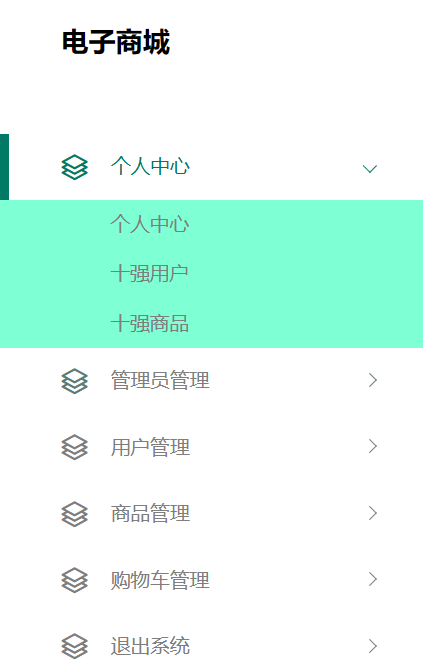 电子商城
个人中心
个人中心
十强用户
十强商品
管理员管理
用户管理
商品管理
购物车管理
退出系统